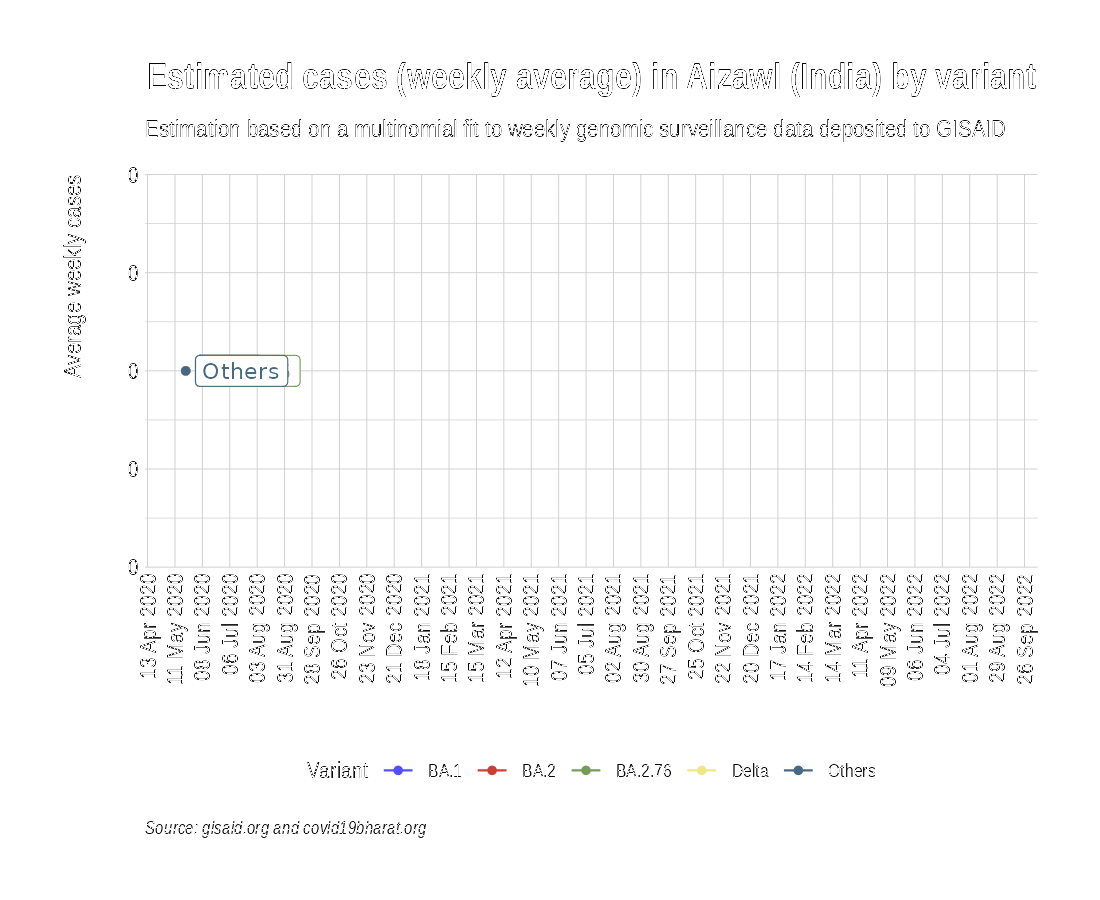 Estimated cases (weekly average) in Aizawl (India) by variant
Estimation based on a multinomial fit to weekly genomic surveillance data deposited to GISAID
Average weekly cases
0
0
0
0
0
Others
13 Apr 2020
11 May 2020
08 Jun 2020
06 Jul 2020
03 Aug 2020
31 Aug 2020
28 Sep 2020
26 Oct 2020
23 Nov 2020
21 Dec 2020
18 Jan 2021
15 Feb 2021
15 Mar 2021
12 Apr 2021
10 May 2021
07 Jun 2021
05 Jul 2021
02 Aug 2021
30 Aug 2021
27 Sep 2021
25 Oct 2021
22 Nov 2021
20 Dec 2021
17 Jan 2022
14 Feb 2022
14 Mar 2022
11 Apr 2022
09 May 2022
06 Jun 2022
04 Jul 2022
01 Aug 2022
29 Aug 2022
26 Sep 2022
Variant BA.1 BA.2 BA.2.76 Delta Others
Source: gisaid.org and covid19bharat.org